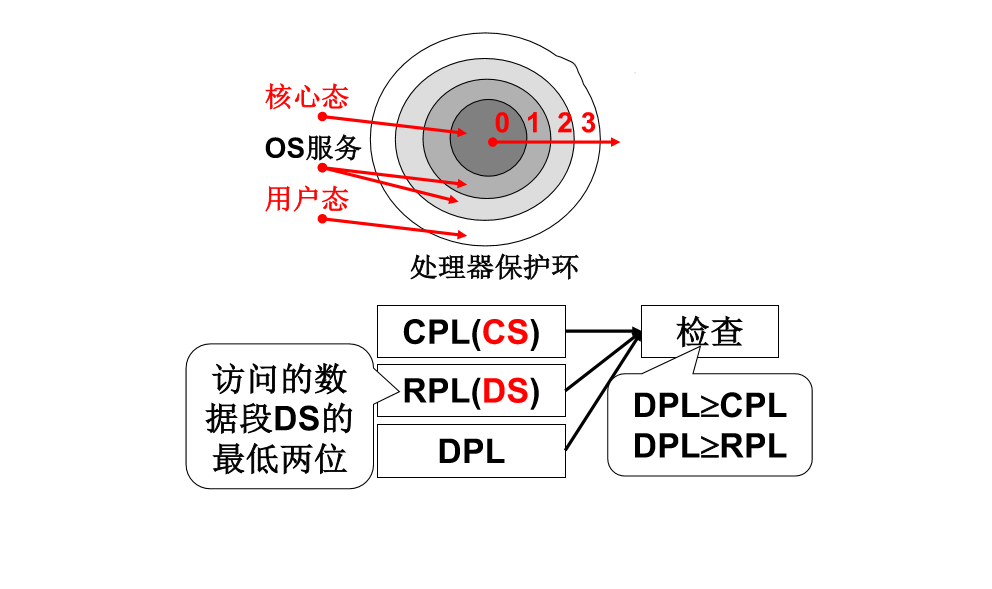 核心态
0 1 2 3
OS服务
用户态
处理器保护环
CPL(CS)
检查
访问的数
据段DS的
最低两位
RPL(DS)
DPL
DPL≥CPL
DPL≥RPL